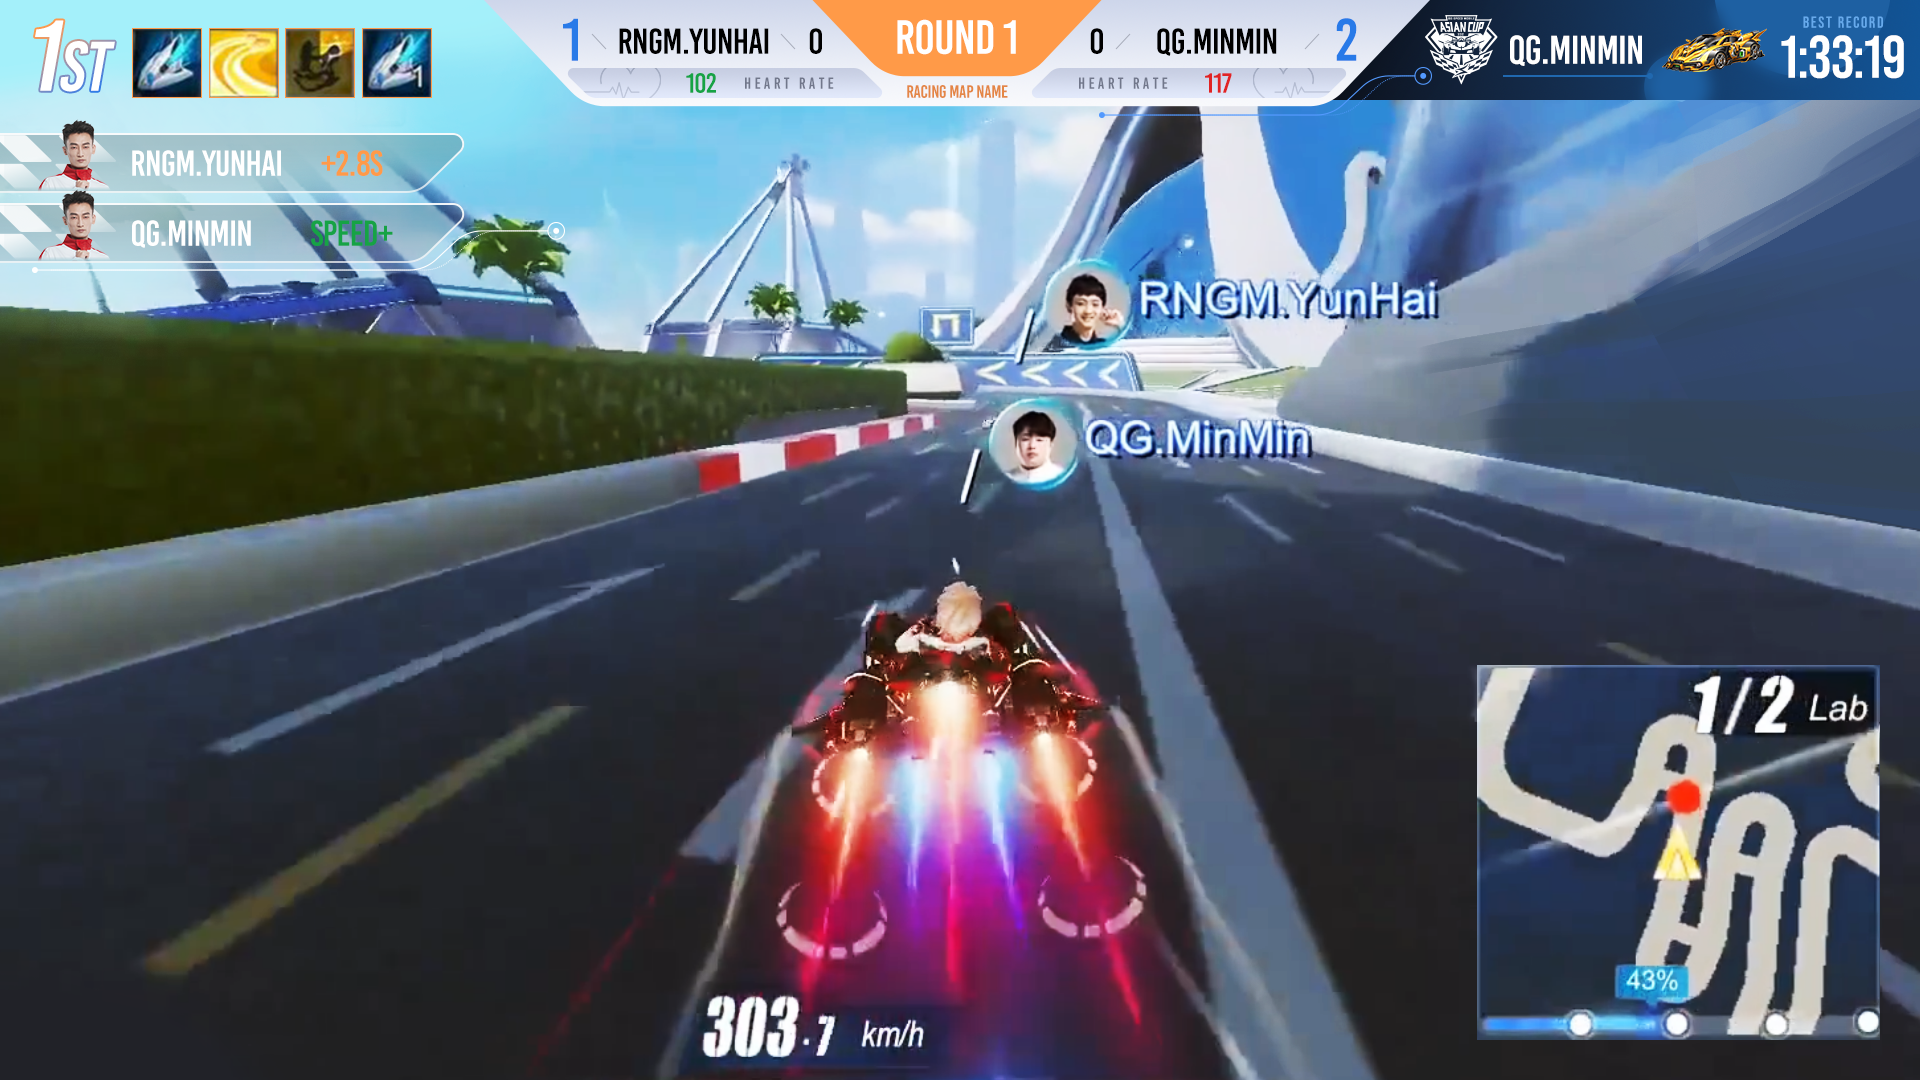 1ST
1
1 RNGM.YUNHAI 0
ROUND 1
0 QG.MINMIN 2
102 HEART RATE
RACING MAP NAME
HEART RATE 117
ASIAN CUP
QG.MINMIN
BEST RECORD
1:33:19
RNGM.YUNHAI +2.8S
QG.MINMIN SPEED+
RNGM.YunHai
QG.MinMin
1/2 Lab
43%
303.7 km/h